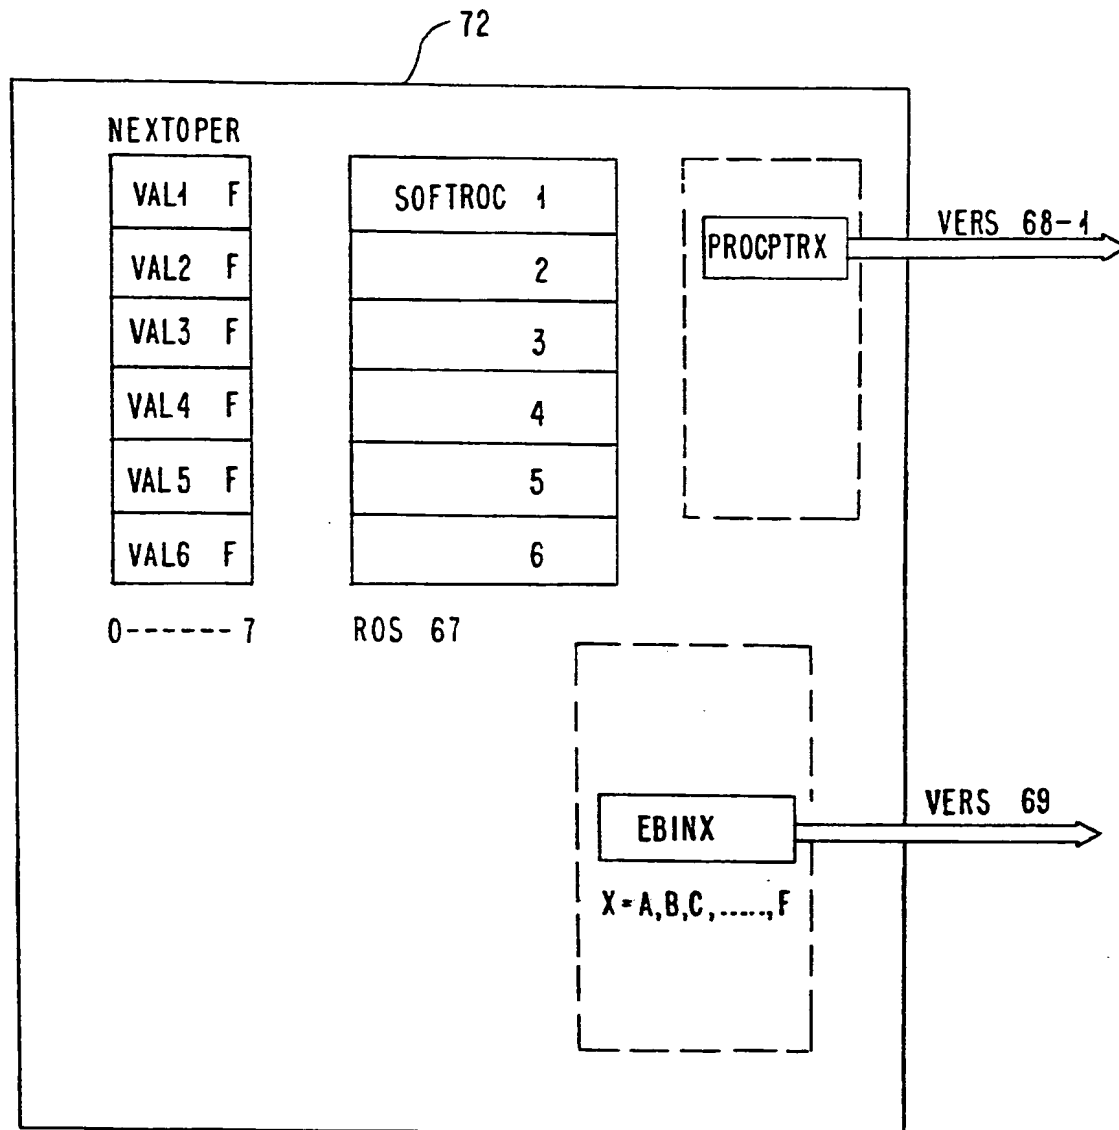 72
NEXTOPER
VAL1 F
VAL2 F
VAL3 F
VAL4 F
VAL5 F
VAL6 F
0------7
SOFTROC 1
2
3
4
5
6
ROS 67
PROCPTRX
VERS 68-1
EBINX
X=A,B,C,.....,F
VERS 69